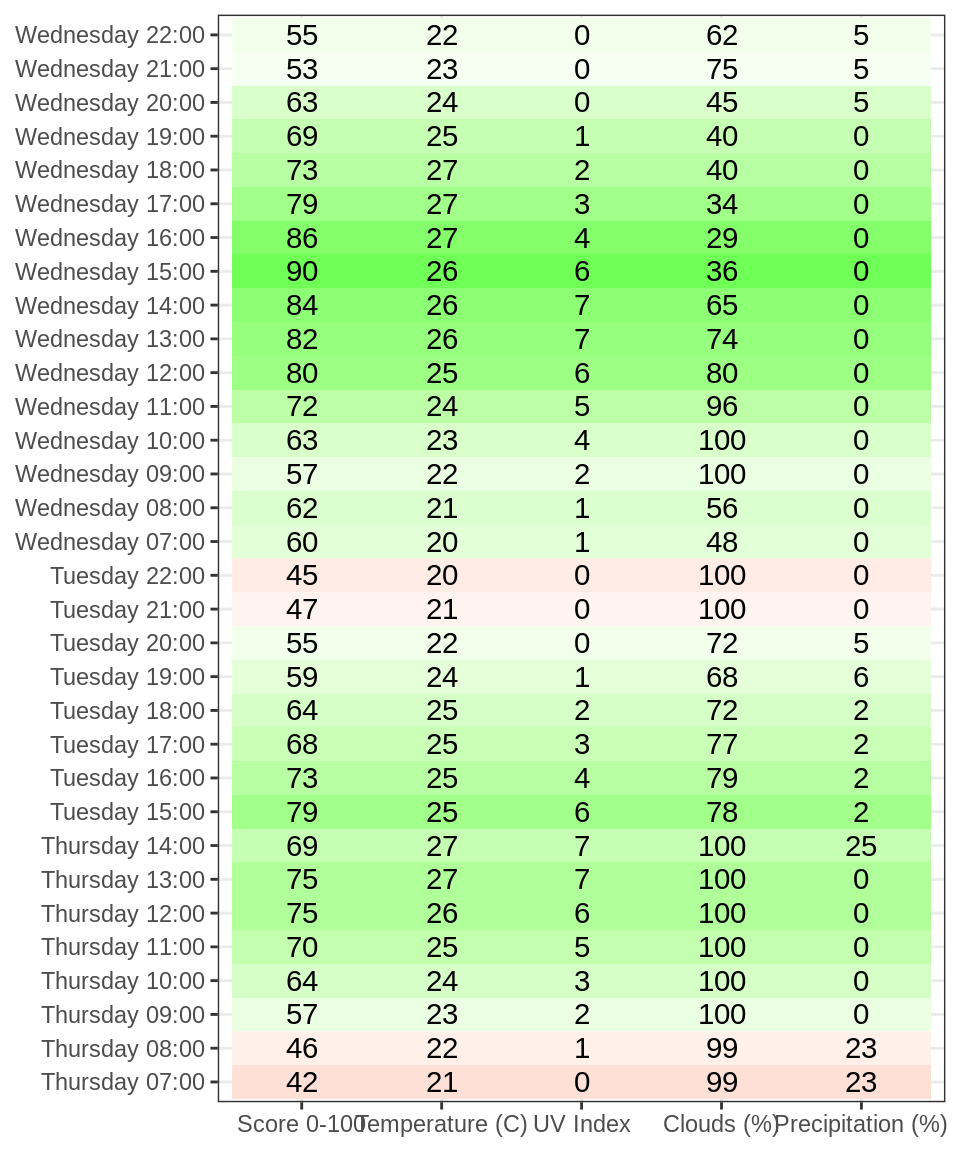 Wednesday 22:00 55 22 0 62 5
Wednesday 21:00 53 23 0 75 5
Wednesday 20:00 63 24 0 45 5
Wednesday 19:00 69 25 1 40 0
Wednesday 18:00 73 27 2 40 0
Wednesday 17:00 79 27 3 34 0
Wednesday 16:00 86 27 4 29 0
Wednesday 15:00 90 26 6 36 0
Wednesday 14:00 84 26 7 65 0
Wednesday 13:00 82 26 7 74 0
Wednesday 12:00 80 25 6 80 0
Wednesday 11:00 72 24 5 96 0
Wednesday 10:00 63 23 4 100 0
Wednesday 09:00 57 22 2 100 0
Wednesday 08:00 62 21 1 56 0
Wednesday 07:00 60 20 1 48 0
Tuesday 22:00 45 20 0 100 0
Tuesday 21:00 47 21 0 100 0
Tuesday 20:00 55 22 0 72 5
Tuesday 19:00 59 24 1 68 6
Tuesday 18:00 64 25 2 72 2
Tuesday 17:00 68 25 3 77 2
Tuesday 16:00 73 25 4 79 2
Tuesday 15:00 79 25 6 78 2
Thursday 14:00 69 27 7 100 25
Thursday 13:00 75 27 7 100 0
Thursday 12:00 75 26 6 100 0
Thursday 11:00 70 25 5 100 0
Thursday 10:00 64 24 3 100 0
Thursday 09:00 57 23 2 100 0
Thursday 08:00 46 22 1 99 23
Thursday 07:00 42 21 0 99 23
Score 0-100 Temperature (C) UV Index Clouds (%) Precipitation (%)